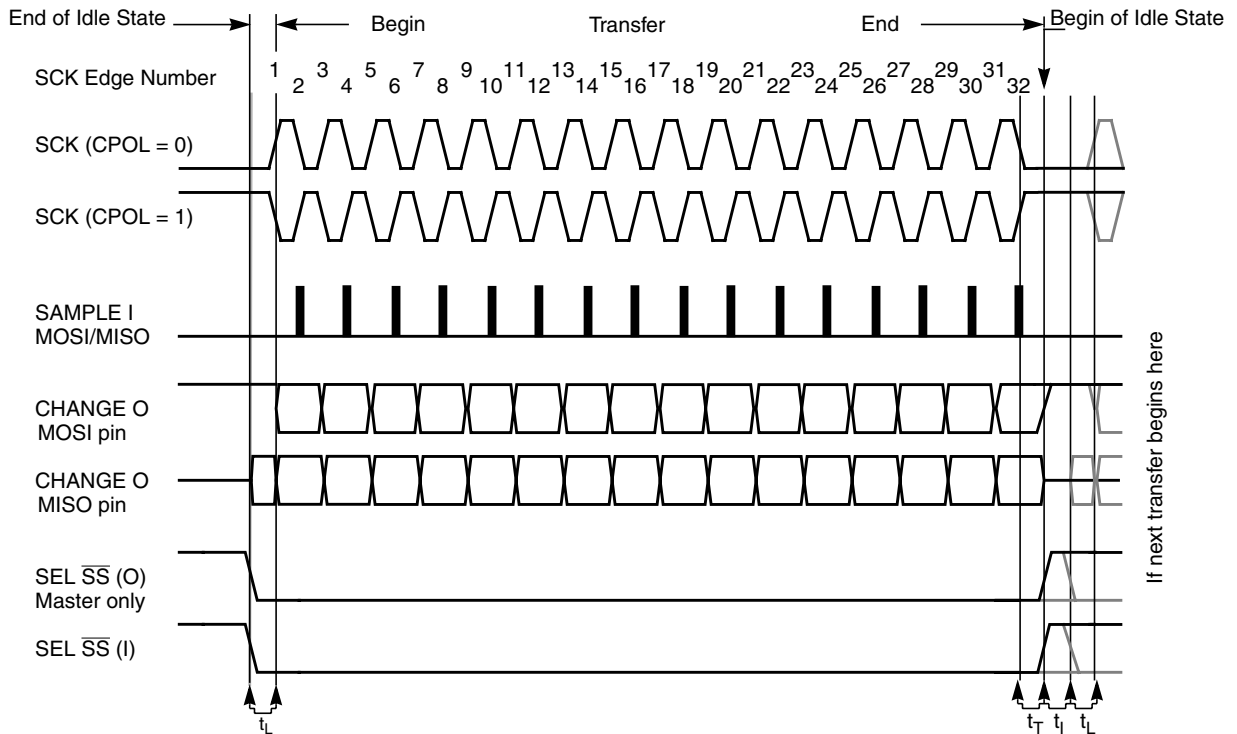 End of Idle State
Begin
Transfer
End
Begin of Idle State
SCK Edge Number
1 3 5 7 9 11 13 15 17 19 21 23 25 27 29 31
2 4 6 8 10 12 14 16 18 20 22 24 26 28 30 32
SCK (CPOL = 0)
SCK (CPOL = 1)
SAMPLE I
MOSI/MISO
CHANGE O
MOSI pin
CHANGE O
MISO pin
SEL SS (O)
Master only
SEL SS (I)
If next transfer begins here
tL
tT tI tL